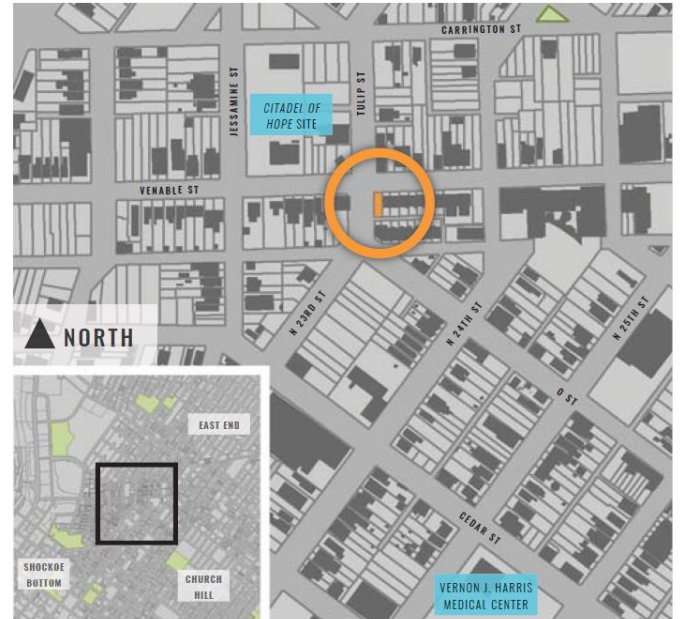 CARRINGTON ST
JESSAMINE ST
TULIP ST
CITADEL OF
HOPE SITE
VENABLE ST
N 23RD ST
N 24TH ST
N 25TH ST
O ST
CEDAR ST
NORTH
EAST END
SHOCKOE
BOTTOM
CHURCH
HILL
VERNON J. HARRIS
MEDICAL CENTER